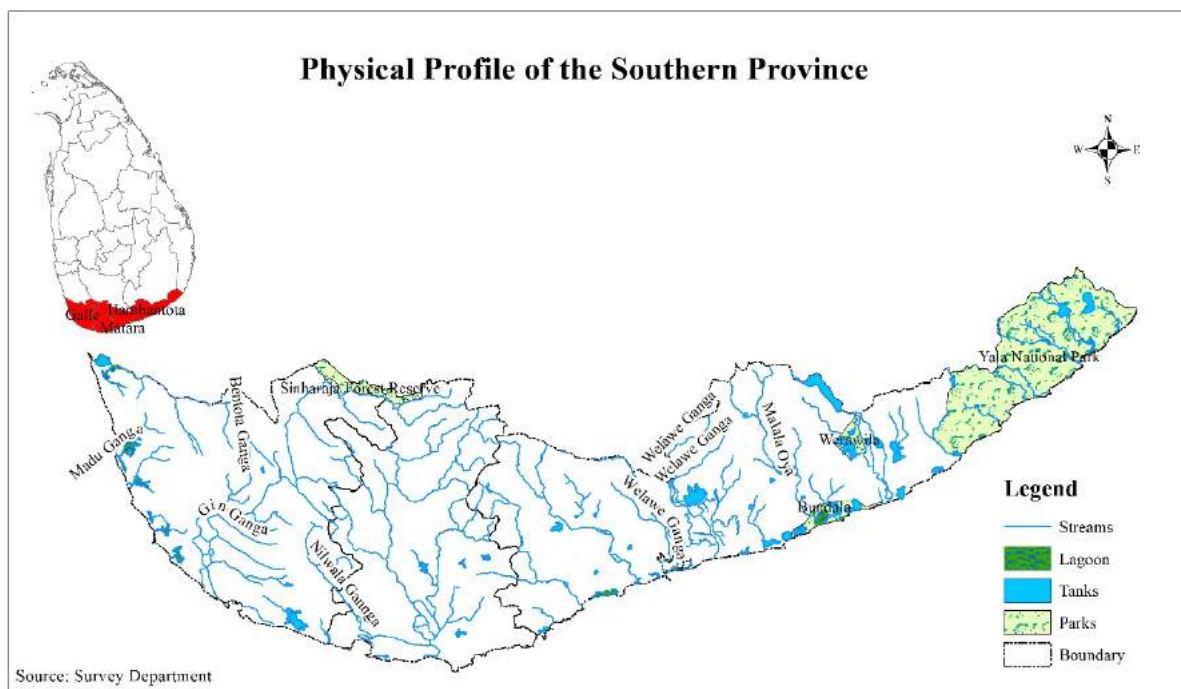 Physical Profile of the Southern Province
N
W
E
S
Galle
Hambantota
Matara
Yala National Park
Sinharaja Forest Reserve
Bentota Ganga
Madu Ganga
Gin Ganga
Nilwala Gannga
Welawe Ganga
Welawe Ganga
Welawe Ganga
Malala Oya
Werawila
Bundala
Legend
Streams
Lagoon
Tanks
Parks
Boundary
Source: Survey Department